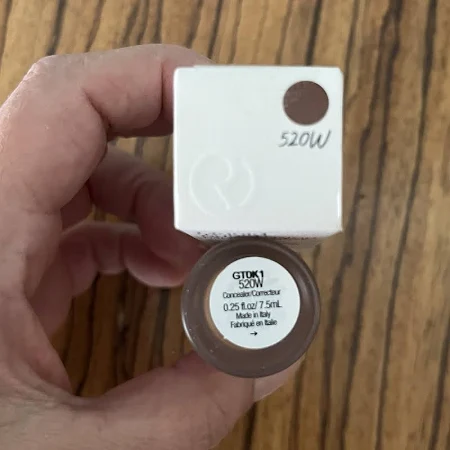 520W
GT0K1
520W
Concealer/Correcteur
0.25 fl.oz/ 7.5mL
Made in Italy
Fabriqué en Italie
→